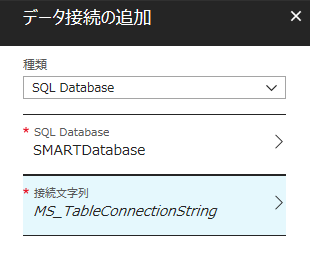 データ接続の追加
種類
SQL Database
* SQL Database
SMARTDatabase
* 接続文字列
MS_TableConnectionString